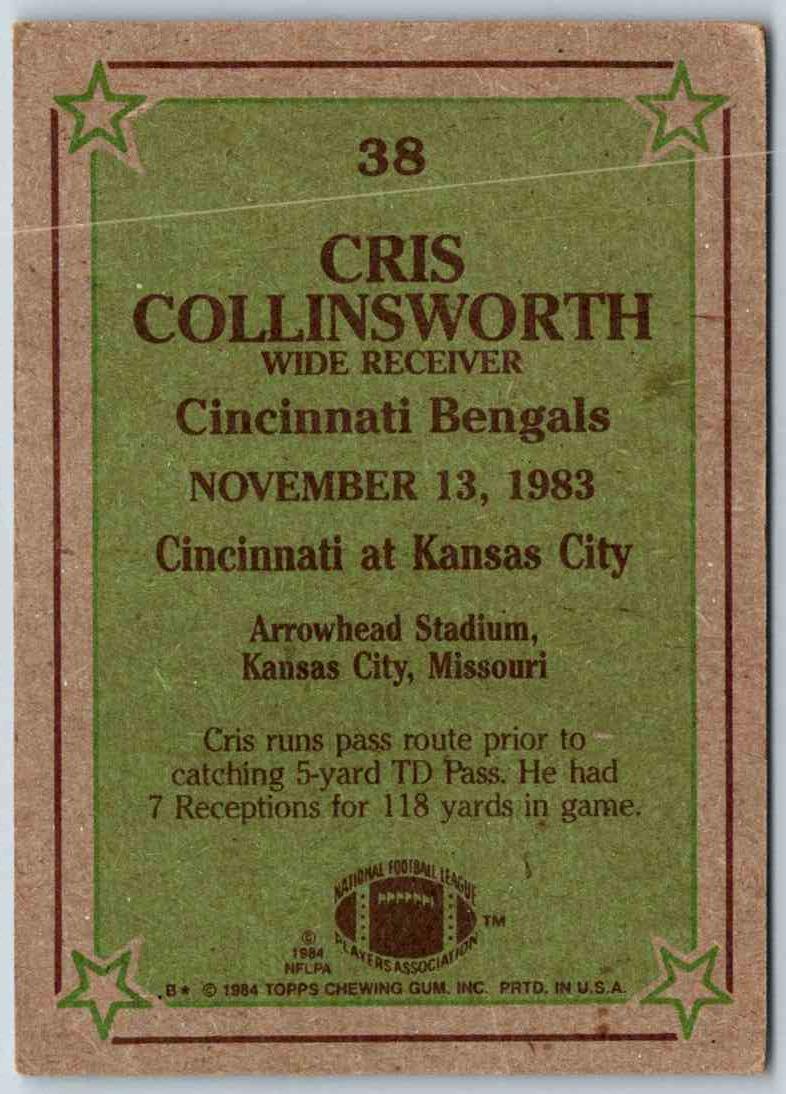 38
CRIS
COLLINSWORTH
WIDE RECEIVER
Cincinnati Bengals
NOVEMBER 13, 1983
Cincinnati at Kansas City
Arrowhead Stadium,
Kansas City, Missouri
Cris runs pass route prior to
catching 5-yard TD Pass. He had
7 Receptions for 118 yards in game.
NATIONAL FOOTBALL LEAGUE
PLAYERS ASSOCIATION
TM
©
1984
NFLPA
B* © 1984 TOPPS CHEWING GUM, INC. PRTD. IN U.S.A.